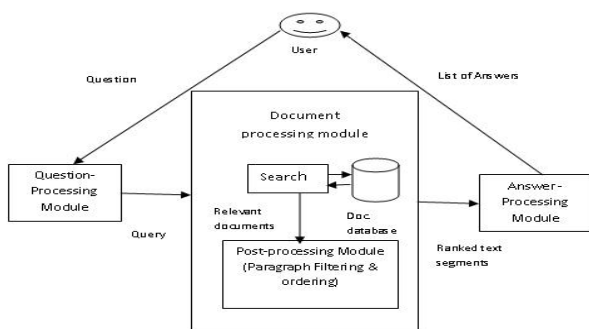 User
Question
List of Answers
Document
processing module
Question-
Processing
Module
Search
Answer-
Processing
Module
Relevant
documents
Doc.
database
Query
Ranked text
segments
Post-processing Module
(Paragraph Filtering &
ordering)